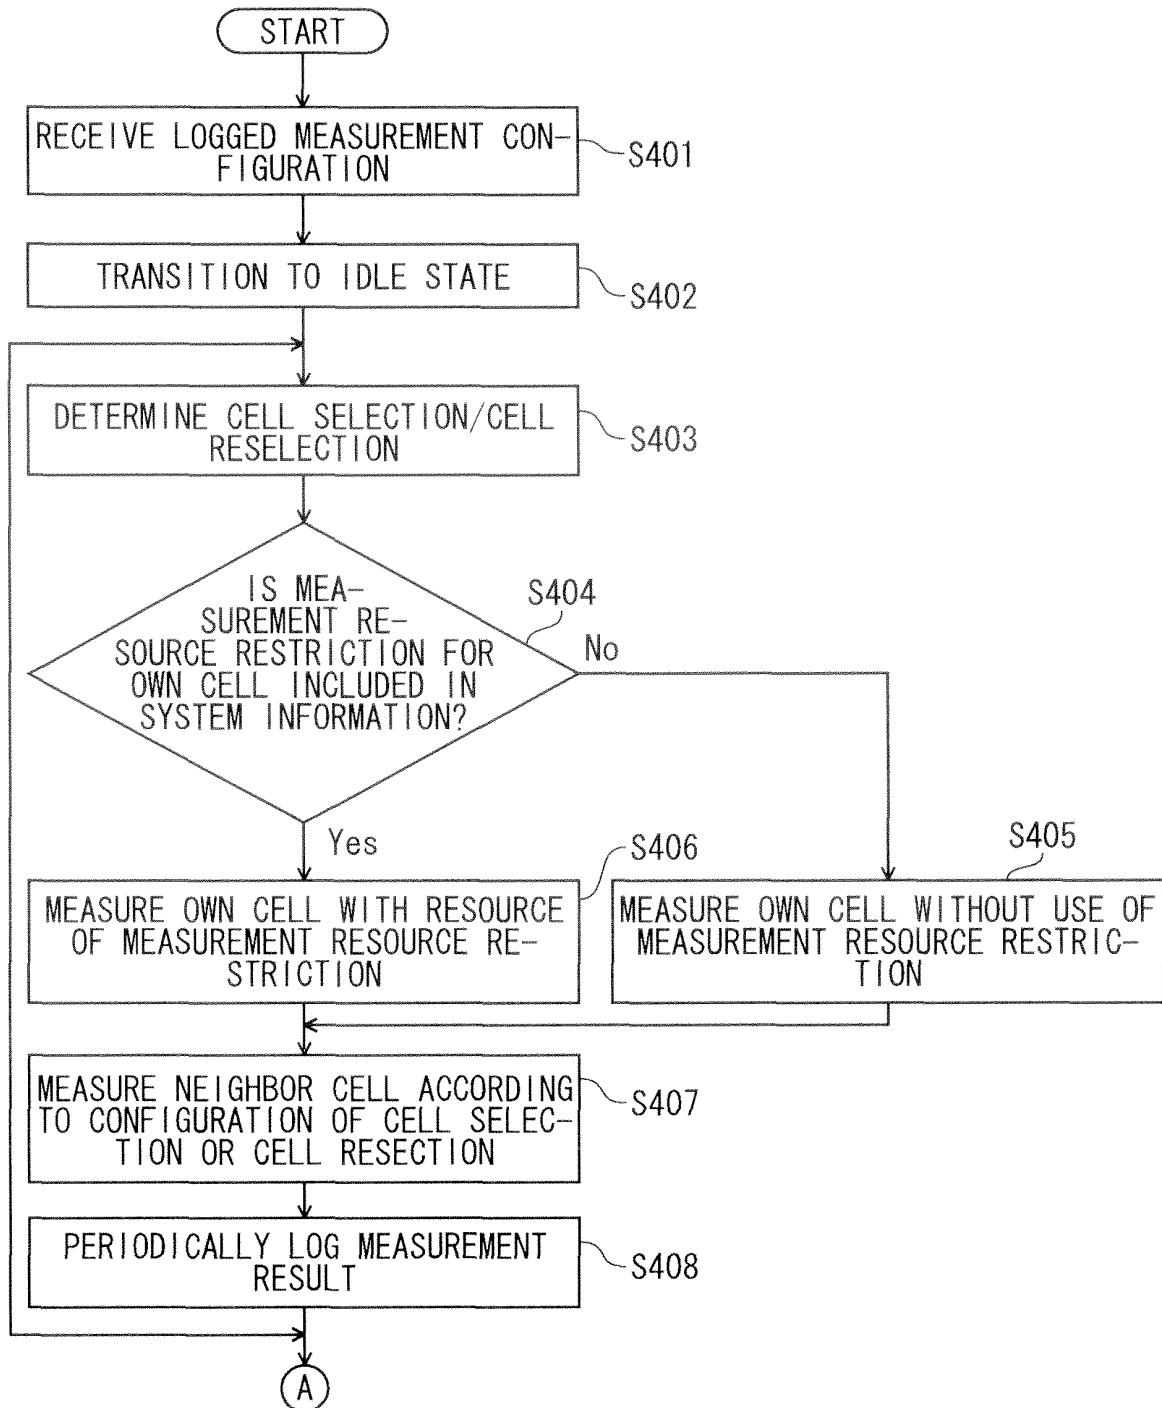 START
RECEIVE LOGGED MEASUREMENT CON-
FIGURATION
S401
TRANSITION TO IDLE STATE
S402
DETERMINE CELL SELECTION/CELL
RESELECTION
S403
IS MEA-
SUREMENT RE-
SOURCE RESTRICTION FOR
OWN CELL INCLUDED IN
SYSTEM INFORMATION?
S404
No
Yes
S406
MEASURE OWN CELL WITH RESOURCE
OF MEASUREMENT RESOURCE RE-
STRICTION
S405
MEASURE OWN CELL WITHOUT USE OF
MEASUREMENT RESOURCE RESTRIC-
TION
MEASURE NEIGHBOR CELL ACCORDING
TO CONFIGURATION OF CELL SELEC-
TION OR CELL RESECTION
S407
PERIODICALLY LOG MEASUREMENT
RESULT
S408
A